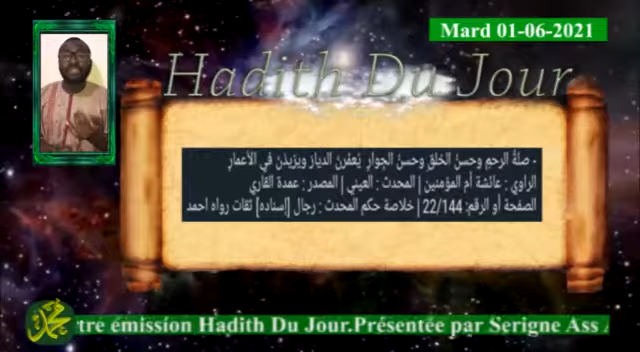 Mard 01-06-2021
Hadith Du Jour
- صلة الرحم وحسن الخلق وحسن الجوار يعمرن الديار ويزيدن في الأعمار
الراوي : عائشة أم المؤمنين | المحدث : العيني | المصدر : عمدة القاري
الصفحة أو الرقم: 22/144 | خلاصة حكم المحدث : رجال [إسناده] ثقات رواه احمد
محمد
tre émission Hadith Du Jour.Présentée par Serigne Ass